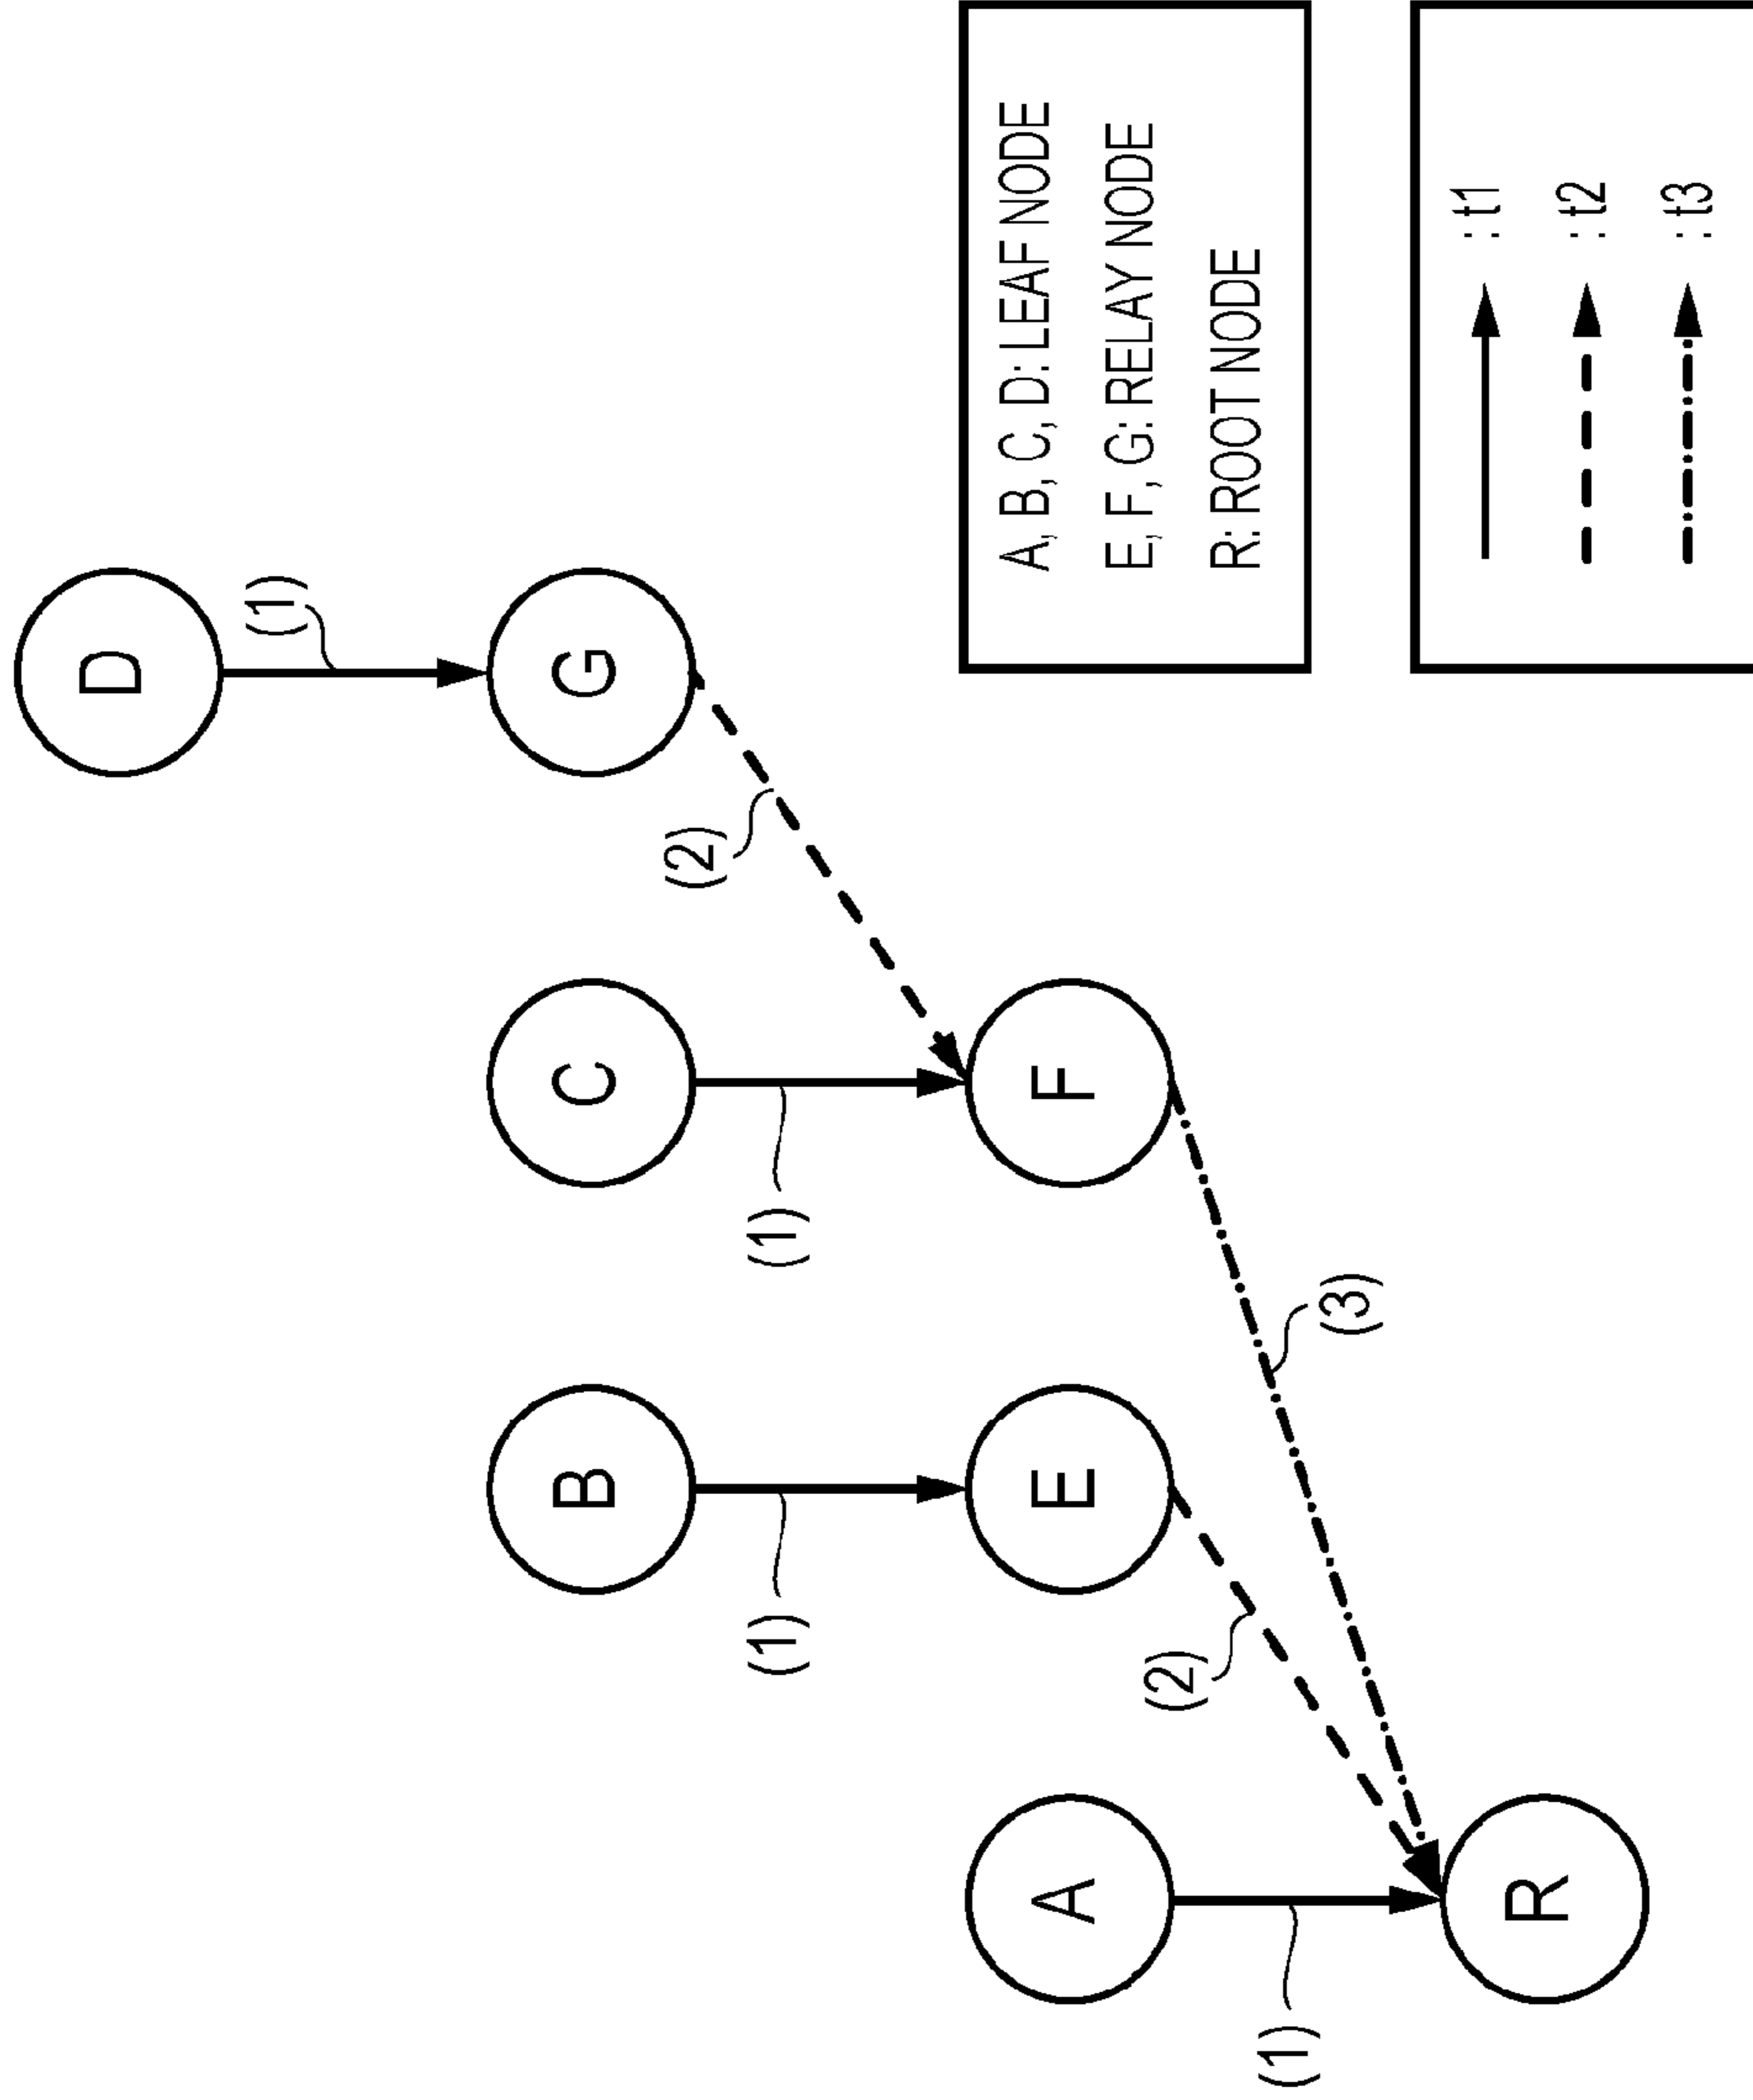 D
(1)
B
C
G
(2)
(1)
(1)
A
E
F
(2)
(1)
(3)
R
A, B, C, D: LEAF NODE
E, F, G: RELAY NODE
R: ROOT NODE
: t1
: t2
: t3